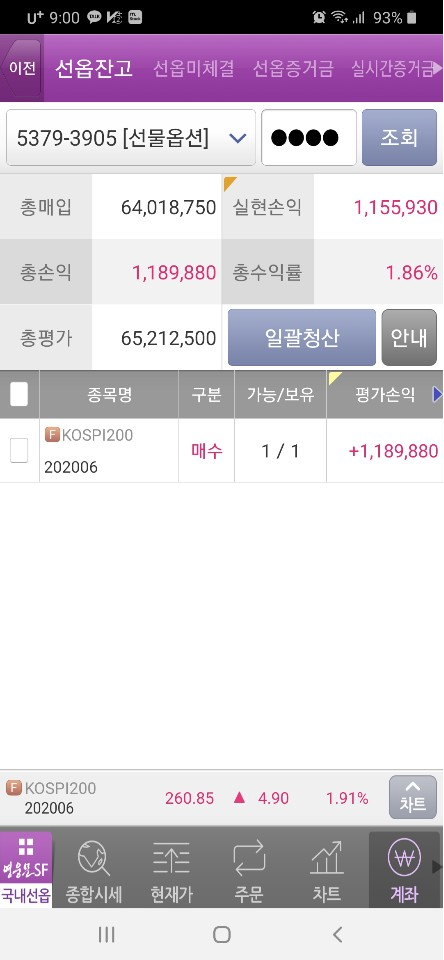 U+ 9:00 93%
이전 선옵잔고 선옵미체결 선옵증거금 실시간증거금
5379-3905 [선물옵션] ●●●● 조회
총매입 64,018,750 실현손익 1,155,930
총손익 1,189,880 총수익률 1.86%
총평가 65,212,500 일괄청산 안내
종목명 구분 가능/보유 평가손익
F KOSPI200
202006 매수 1 / 1 +1,189,880
F KOSPI200
202006 260.85 ▲ 4.90 1.91% 차트
영웅문SF
국내선옵 종합시세 현재가 주문 차트 계좌